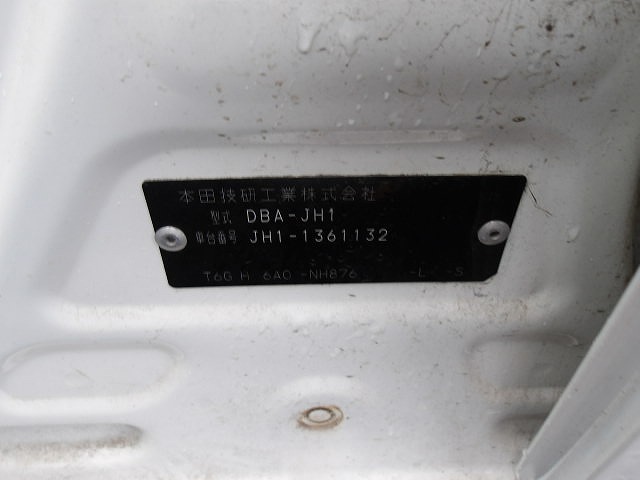 本田技研工業株式会社
型式 DBA-JH1
車台番号 JH1-1361132
T6G H 6A0 -NH876 -L -S